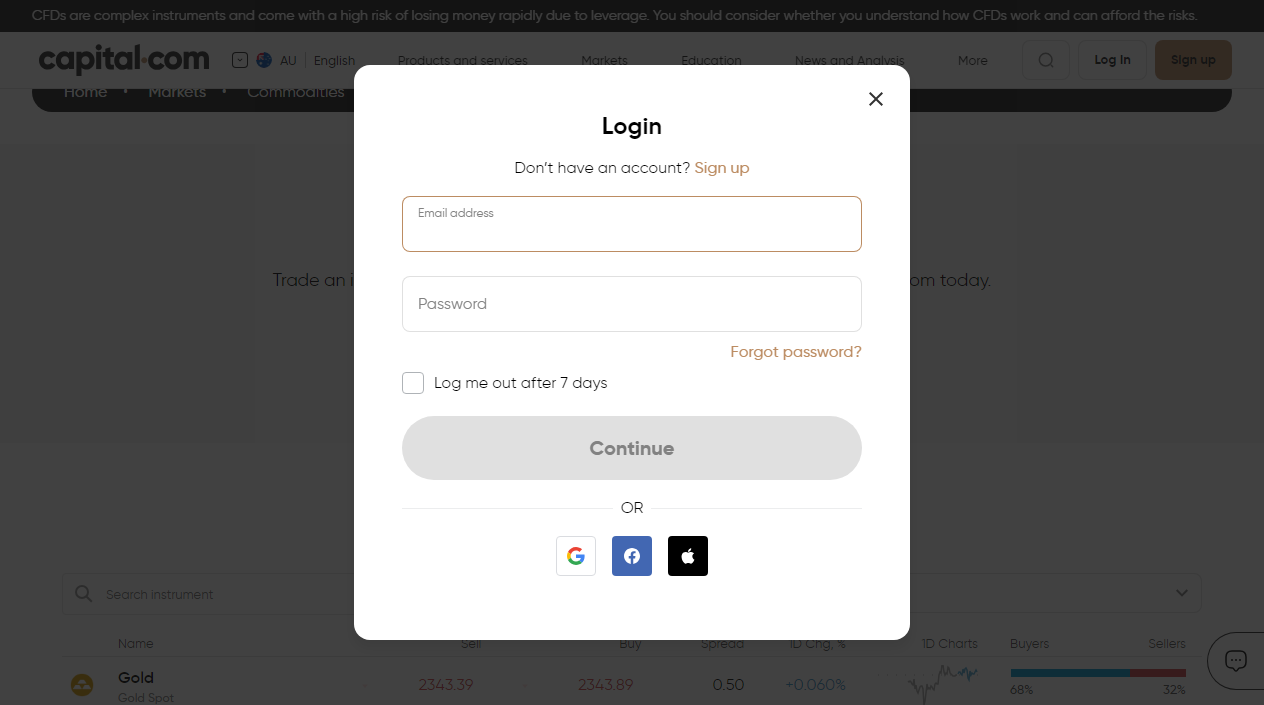 CFDs are complex instruments and come with a high risk of losing money rapidly due to leverage. You should consider whether you understand how CFDs work and can afford the risks.
capital.com AU English Products and services Markets Education News and Analysis More Log In Sign up
Home • Markets • Commodities
Login
Don't have an account? Sign up
Email address
Trade an i
om today.
Password
Forgot password?
Log me out after 7 days
Continue
OR
Search instrument
Name Sell Buy Spread 1D Chg, % 1D Charts Buyers Sellers
Gold 2343.39 2343.89 0.50 +0.060%
Gold Spot 68% 32%